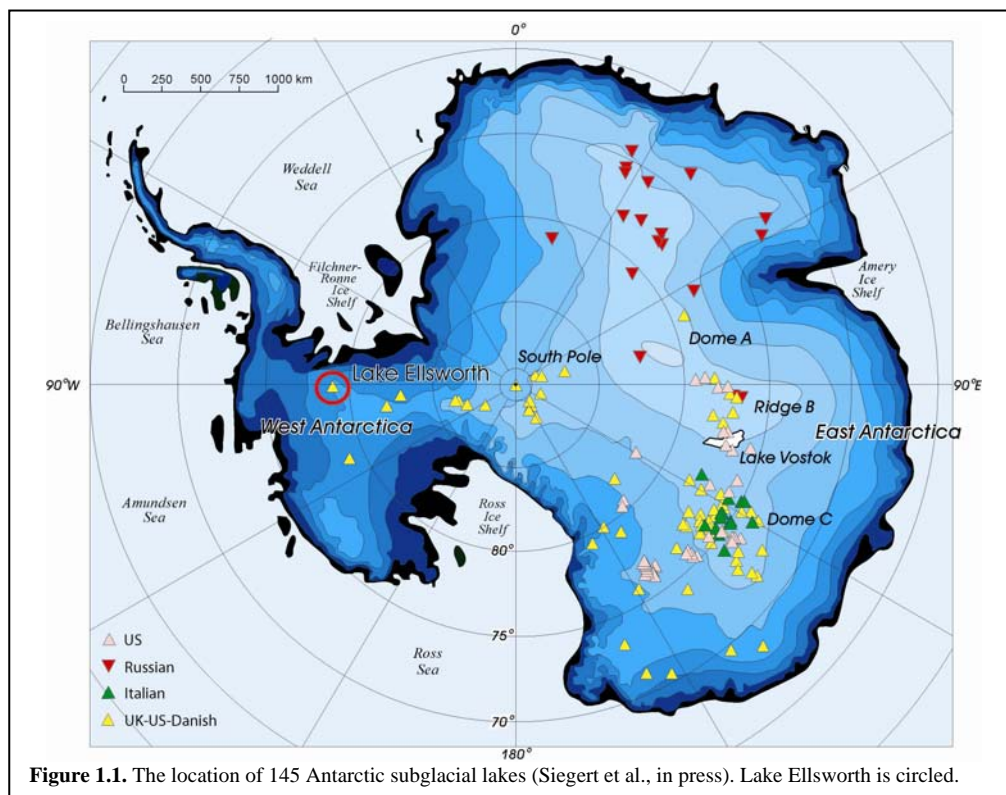 0°
0 250 500 750 1000 km
Weddell
Sea
Filchner-
Ronne
Ice
Shelf
Amery
Ice
Shelf
Bellingshausen
Sea
Dome A
South Pole
90°W
Lake Ellsworth
90°E
Ridge B
West Antarctica
East Antarctica
Lake Vostok
Amundsen
Sea
Ross
Ice
Shelf
Dome C
80°
US
Ross
Sea
75°
Russian
Italian
UK-US-Danish
70°
180°
Figure 1.1. The location of 145 Antarctic subglacial lakes (Siegert et al., in press). Lake Ellsworth is circled.